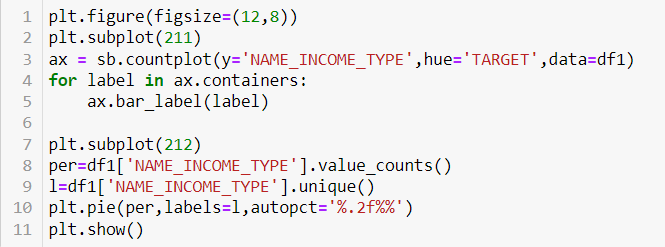 1 plt.figure(figsize=(12,8))
2 plt.subplot(211)
3 ax = sb.countplot(y='NAME_INCOME_TYPE',hue='TARGET',data=df1)
4 for label in ax.containers:
5     ax.bar_label(label)
6
7 plt.subplot(212)
8 per=df1['NAME_INCOME_TYPE'].value_counts()
9 l=df1['NAME_INCOME_TYPE'].unique()
10 plt.pie(per,labels=l,autopct='%.2f%%')
11 plt.show()